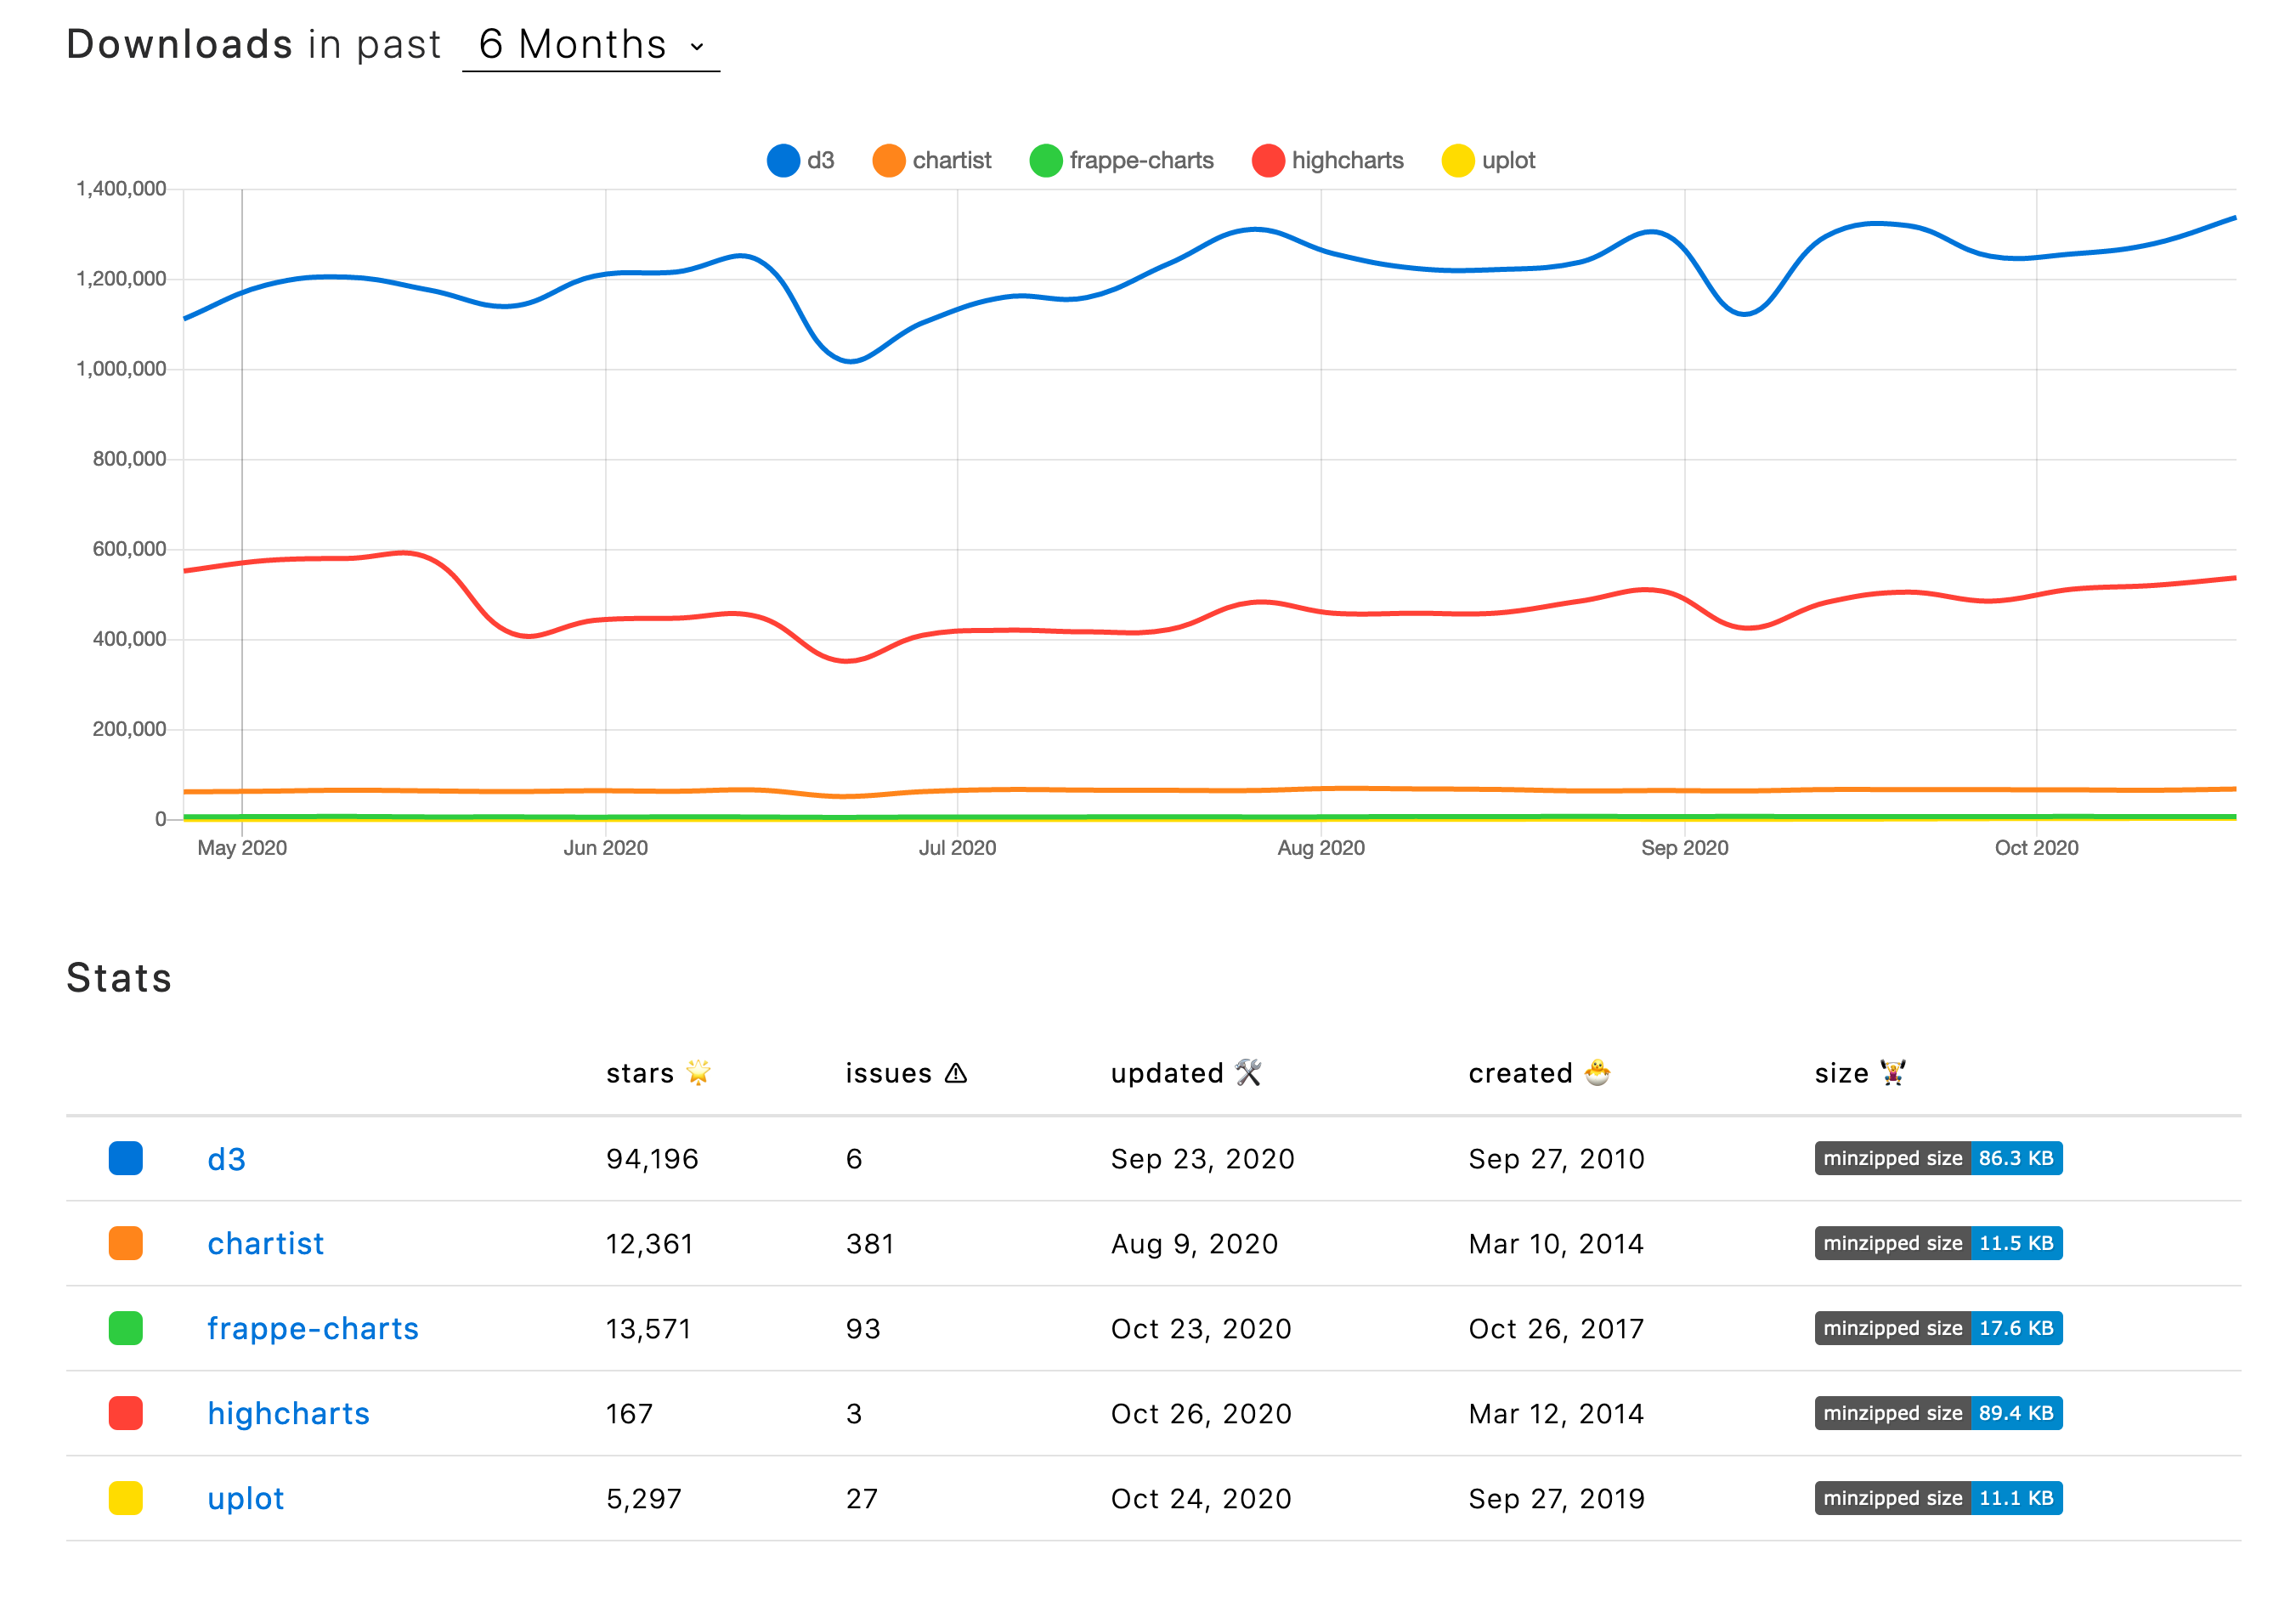 Downloads in past 6 Months
d3 chartist frappe-charts highcharts uplot
1,400,000
1,200,000
1,000,000
800,000
600,000
400,000
200,000
0
May 2020 Jun 2020 Jul 2020 Aug 2020 Sep 2020 Oct 2020
Stats
stars 🌟 issues ⚠ updated 🛠 created 🐣 size 🏋
d3 94,196 6 Sep 23, 2020 Sep 27, 2010 minzipped size 86.3 KB
chartist 12,361 381 Aug 9, 2020 Mar 10, 2014 minzipped size 11.5 KB
frappe-charts 13,571 93 Oct 23, 2020 Oct 26, 2017 minzipped size 17.6 KB
highcharts 167 3 Oct 26, 2020 Mar 12, 2014 minzipped size 89.4 KB
uplot 5,297 27 Oct 24, 2020 Sep 27, 2019 minzipped size 11.1 KB